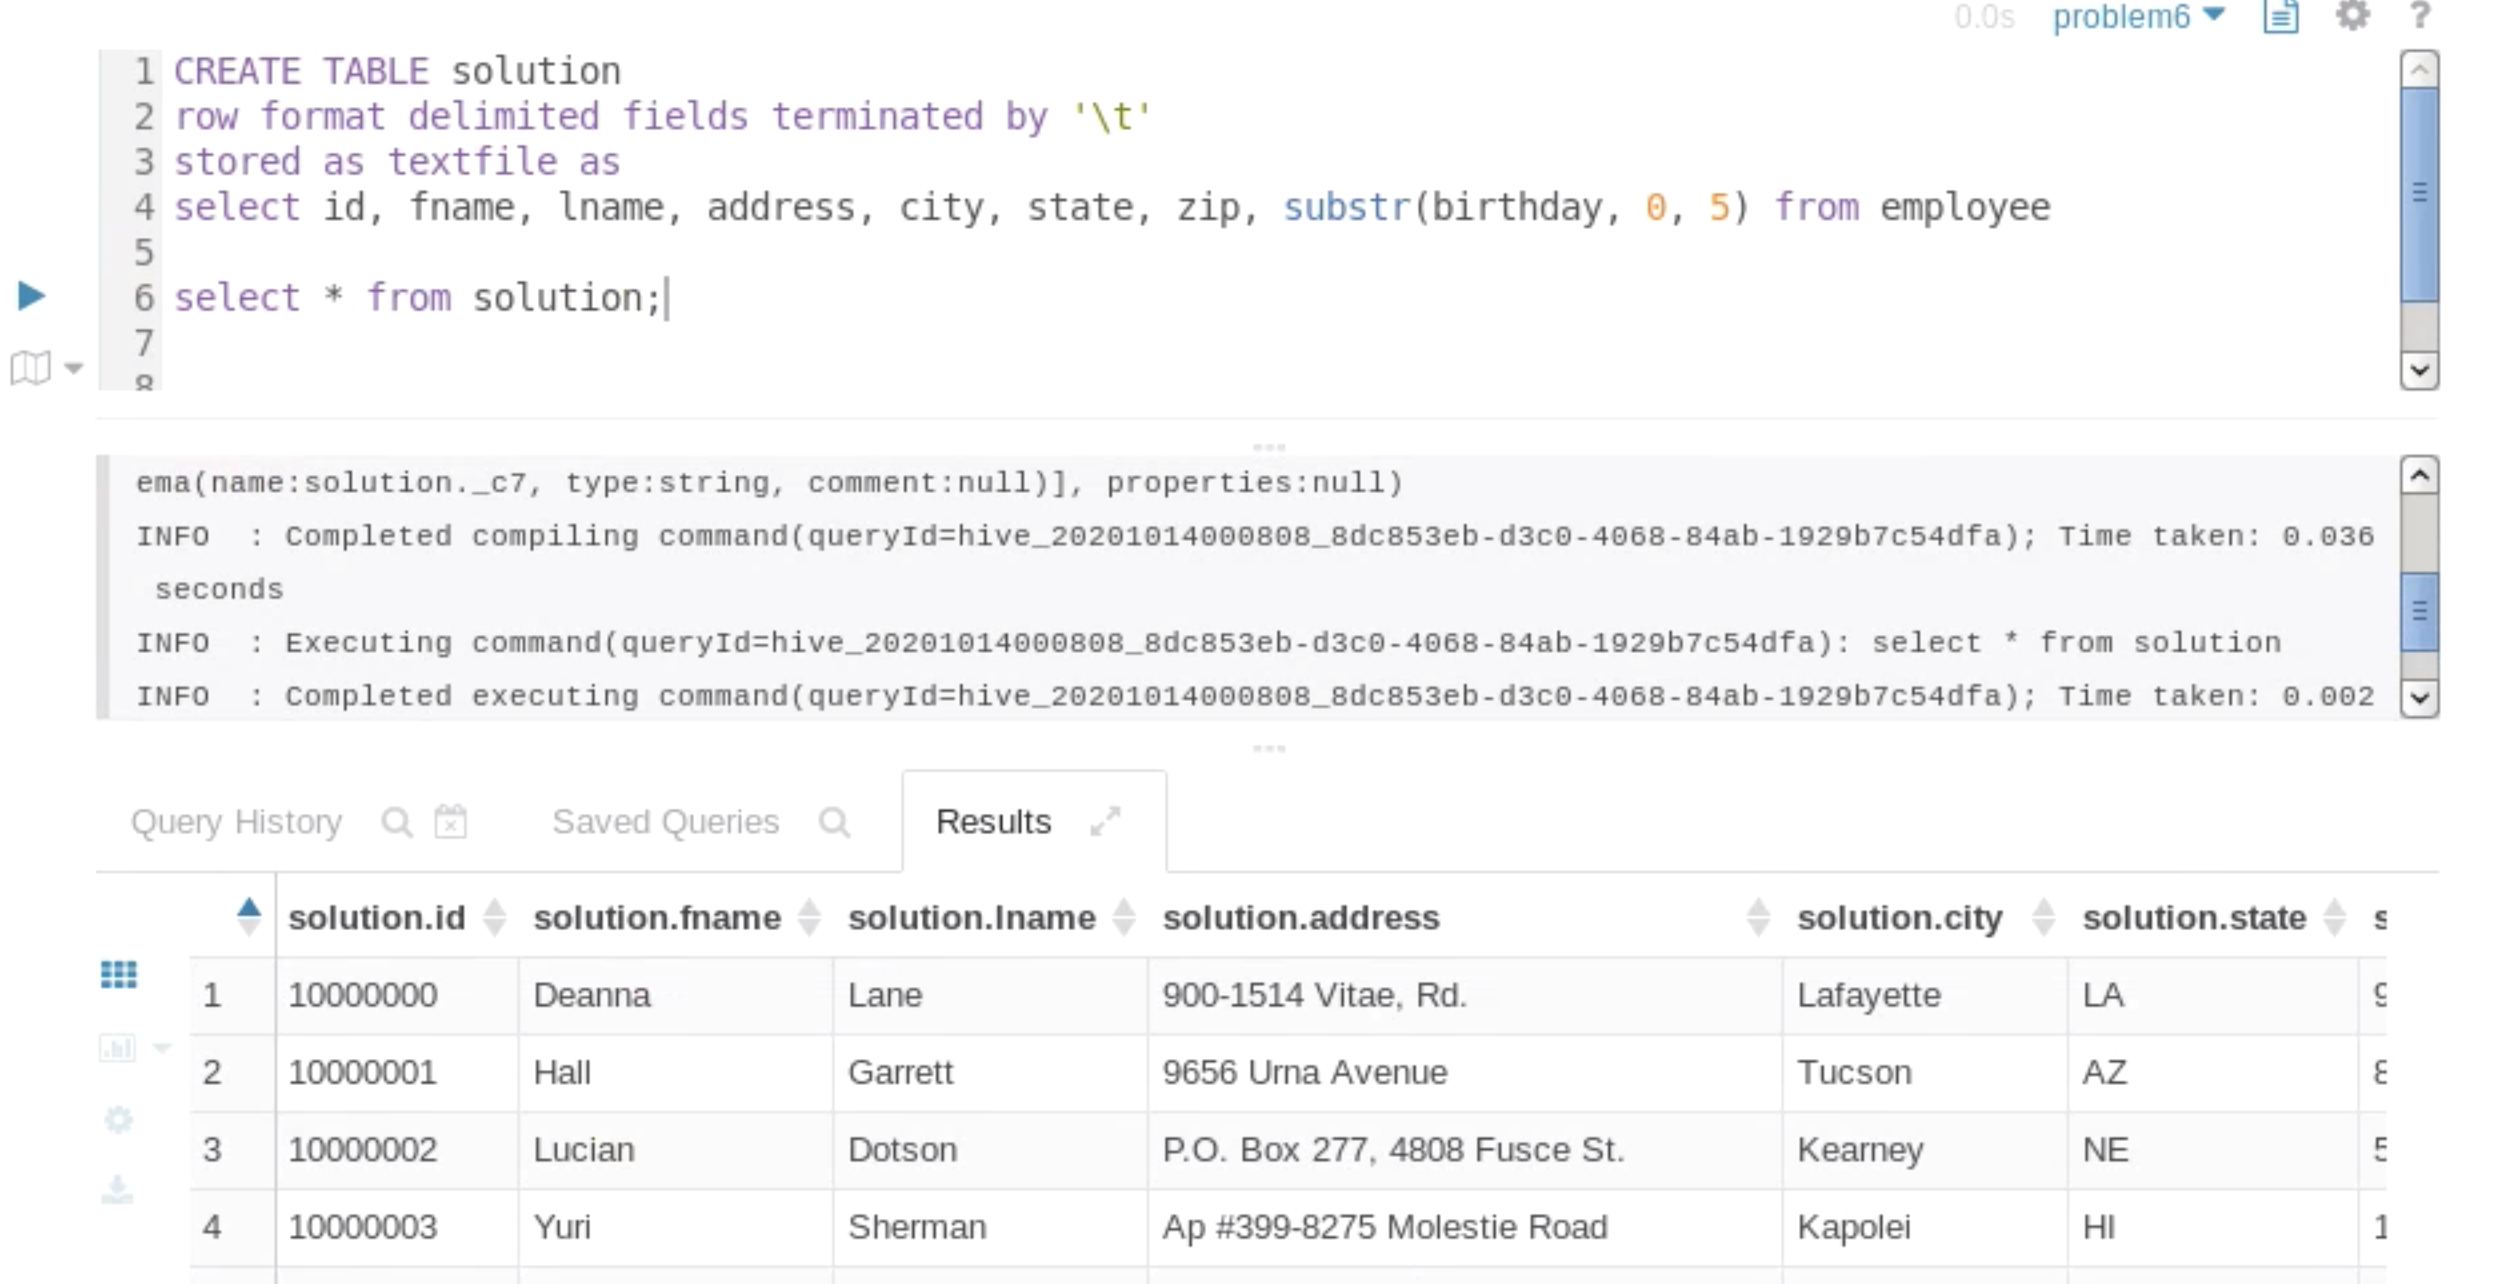 0.0s problem6 ?
1 CREATE TABLE solution
2 row format delimited fields terminated by '\t'
3 stored as textfile as
4 select id, fname, lname, address, city, state, zip, substr(birthday, 0, 5) from employee
5
6 select * from solution;
7
8
ema(name:solution._c7, type:string, comment:null)], properties:null)
INFO : Completed compiling command(queryId=hive_20201014000808_8dc853eb-d3c0-4068-84ab-1929b7c54dfa); Time taken: 0.036
seconds
INFO : Executing command(queryId=hive_20201014000808_8dc853eb-d3c0-4068-84ab-1929b7c54dfa): select * from solution
INFO : Completed executing command(queryId=hive_20201014000808_8dc853eb-d3c0-4068-84ab-1929b7c54dfa); Time taken: 0.002
Query History Saved Queries Results
solution.id solution.fname solution.lname solution.address solution.city solution.state s
1 10000000 Deanna Lane 900-1514 Vitae, Rd. Lafayette LA 9
2 10000001 Hall Garrett 9656 Urna Avenue Tucson AZ 8
3 10000002 Lucian Dotson P.O. Box 277, 4808 Fusce St. Kearney NE 5
4 10000003 Yuri Sherman Ap #399-8275 Molestie Road Kapolei HI 1